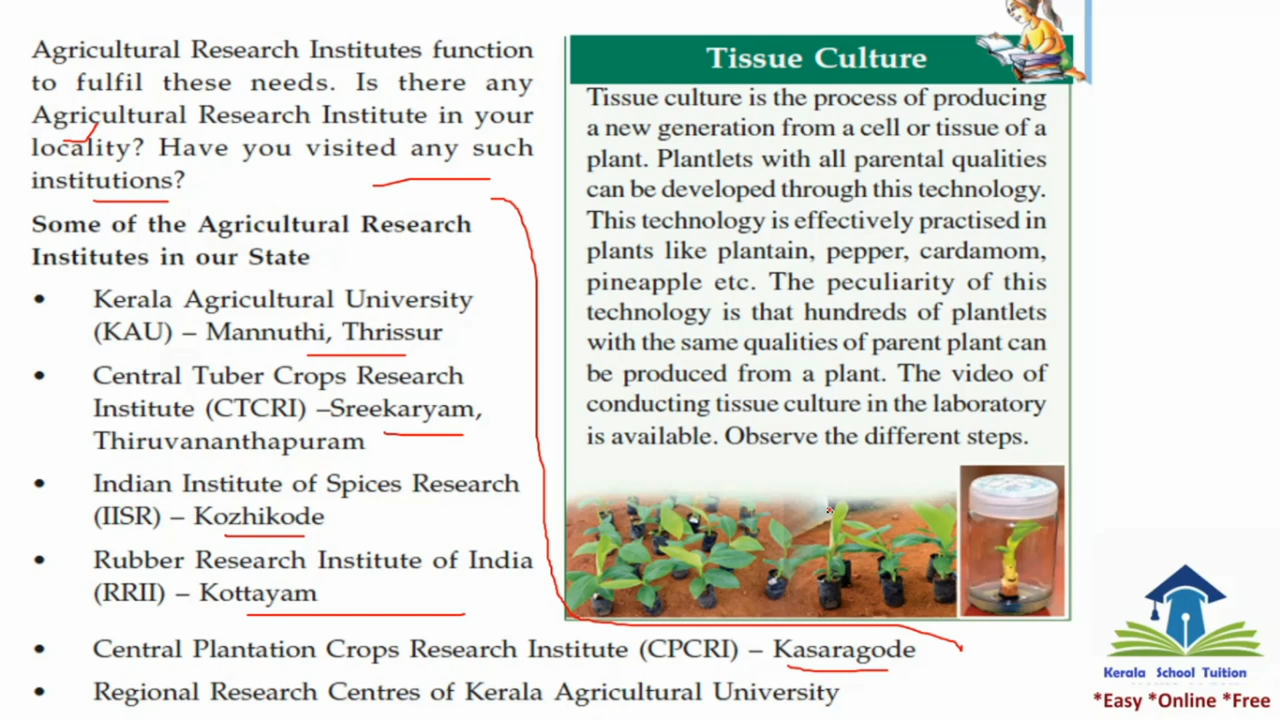 Agricultural Research Institutes function
to fulfil these needs. Is there any
Agricultural Research Institute in your
locality? Have you visited any such
institutions?
Some of the Agricultural Research
Institutes in our State
• Kerala Agricultural University
(KAU) – Mannuthi, Thrissur
• Central Tuber Crops Research
Institute (CTCRI) –Sreekaryam,
Thiruvananthapuram
• Indian Institute of Spices Research
(IISR) – Kozhikode
• Rubber Research Institute of India
(RRII) – Kottayam
• Central Plantation Crops Research Institute (CPCRI) – Kasaragode
• Regional Research Centres of Kerala Agricultural University
Tissue Culture
Tissue culture is the process of producing
a new generation from a cell or tissue of a
plant. Plantlets with all parental qualities
can be developed through this technology.
This technology is effectively practised in
plants like plantain, pepper, cardamom,
pineapple etc. The peculiarity of this
technology is that hundreds of plantlets
with the same qualities of parent plant can
be produced from a plant. The video of
conducting tissue culture in the laboratory
is available. Observe the different steps.
Kerala School Tuition
*Easy *Online *Free